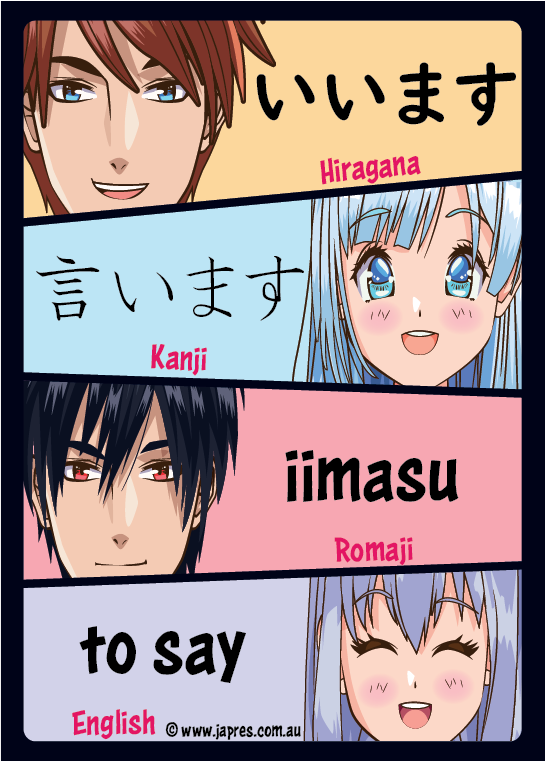 いいます
Hiragana
言います
Kanji
iimasu
Romaji
to say
English © www.japres.com.au